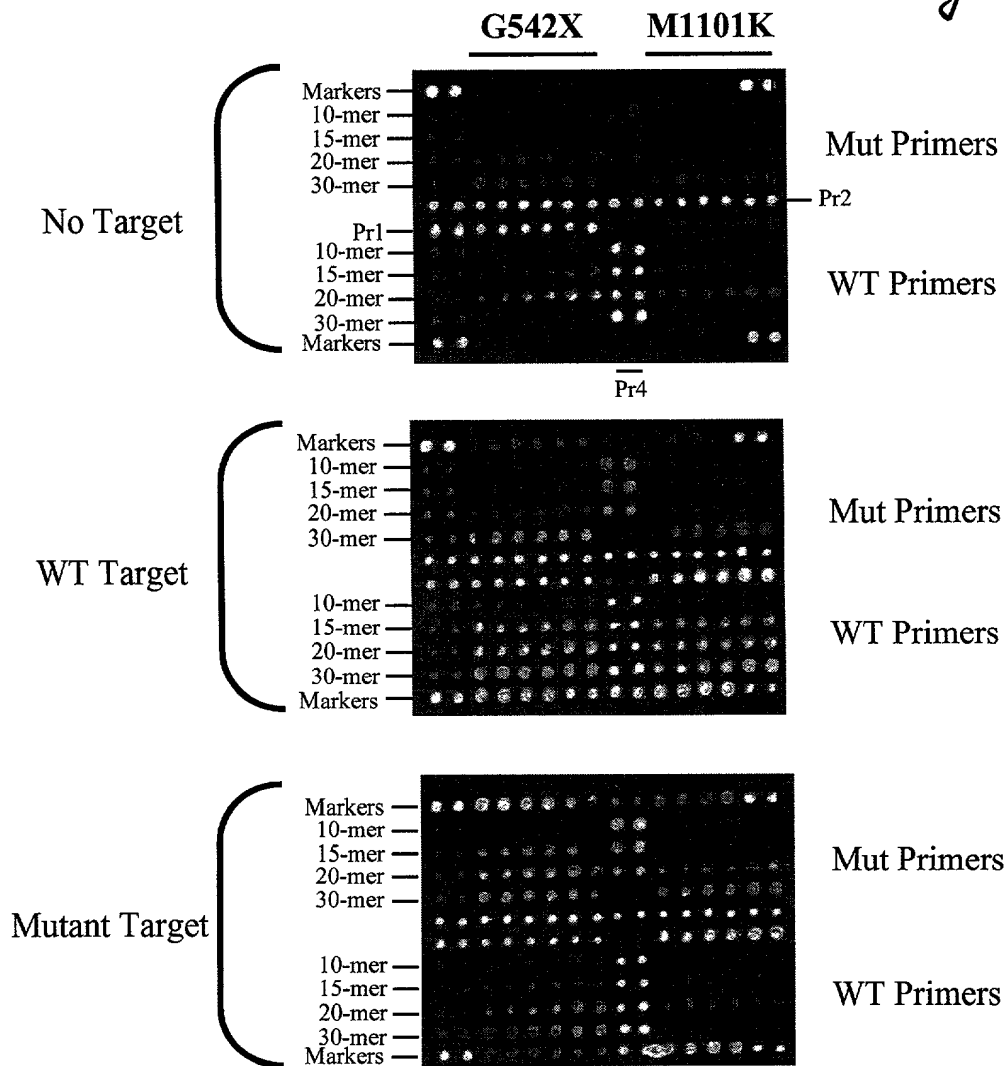 G542X M1101K
No Target
Markers
10-mer
15-mer
20-mer
30-mer
Pr1
10-mer
15-mer
20-mer
30-mer
Markers
Mut Primers
Pr2
WT Primers
Pr4
WT Target
Markers
10-mer
15-mer
20-mer
30-mer
10-mer
15-mer
20-mer
30-mer
Markers
Mut Primers
WT Primers
Mutant Target
Markers
10-mer
15-mer
20-mer
30-mer
10-mer
15-mer
20-mer
30-mer
Markers
Mut Primers
WT Primers